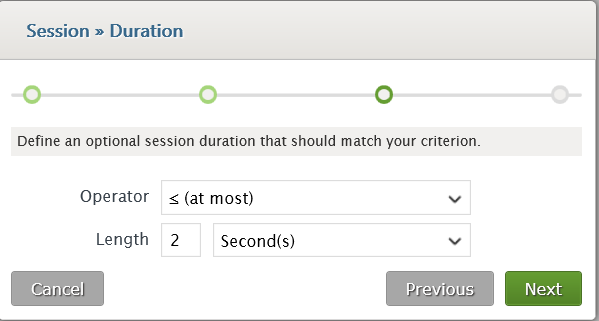 Session » Duration
Define an optional session duration that should match your criterion.
Operator ≤ (at most)
Length 2 Second(s)
Cancel Previous Next